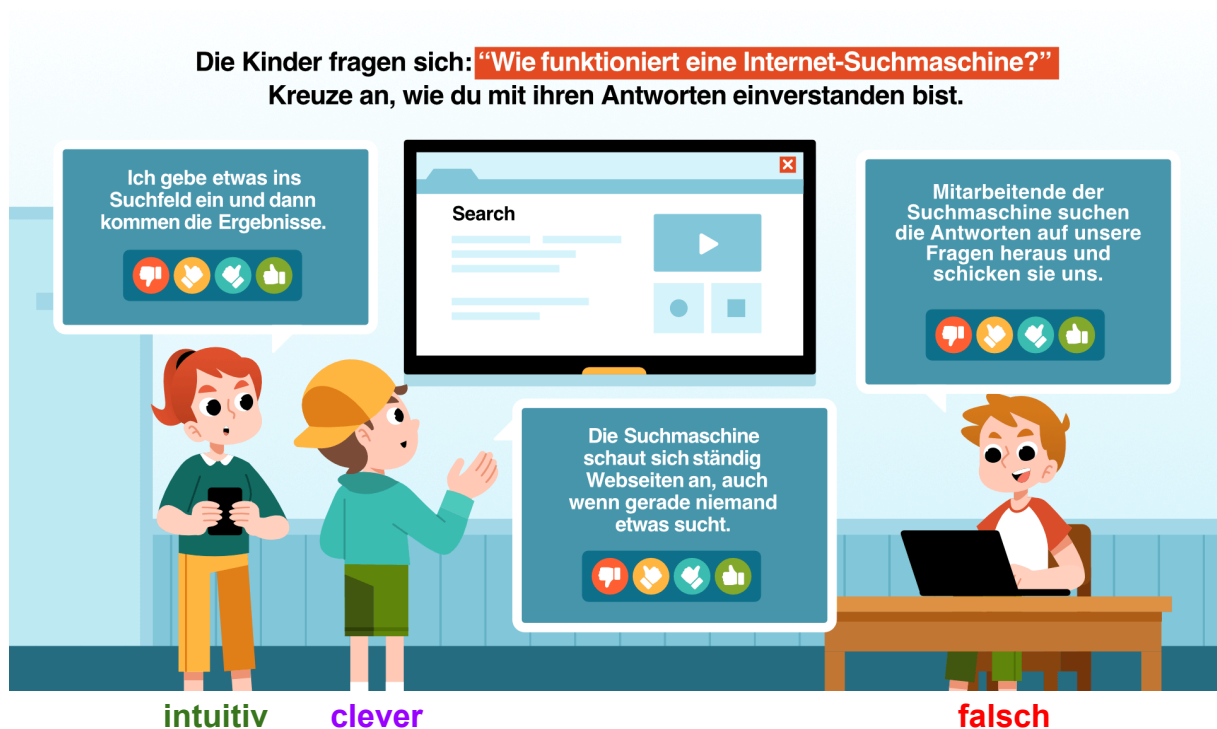 Die Kinder fragen sich: “Wie funktioniert eine Internet-Suchmaschine?”
Kreuze an, wie du mit ihren Antworten einverstanden bist.
Ich gebe etwas ins
Suchfeld ein und dann
kommen die Ergebnisse.
Search
Mitarbeitende der
Suchmaschine suchen
die Antworten auf unsere
Fragen heraus und
schicken sie uns.
Die Suchmaschine
schaut sich ständig
Webseiten an, auch
wenn gerade niemand
etwas sucht.
intuitiv
clever
falsch